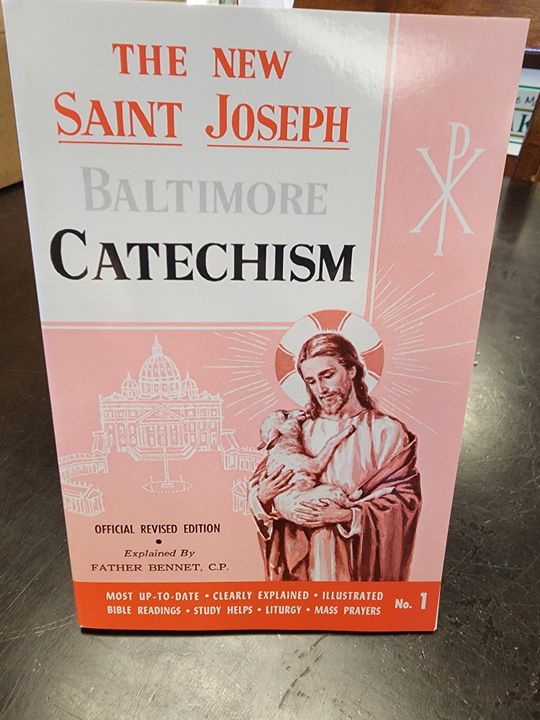 THE NEW
SAINT JOSEPH
BALTIMORE
CATECHISM
OFFICIAL REVISED EDITION
•
Explained By
FATHER BENNET, C.P.
MOST UP-TO-DATE • CLEARLY EXPLAINED • ILLUSTRATED
BIBLE READINGS • STUDY HELPS • LITURGY • MASS PRAYERS
No. 1